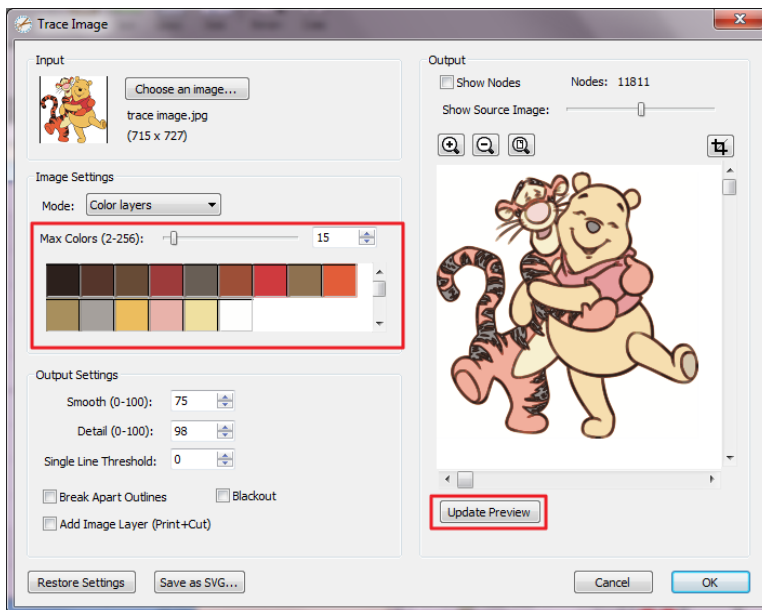 Trace Image
Input
Choose an image...
trace image.jpg
(715 x 727)
Image Settings
Mode: Color layers
Max Colors (2-256): 15
Output Settings
Smooth (0-100): 75
Detail (0-100): 98
Single Line Threshold: 0
Break Apart Outlines Blackout
Add Image Layer (Print+Cut)
Restore Settings Save as SVG...
Output
Show Nodes Nodes: 11811
Show Source Image:
Update Preview
Cancel OK